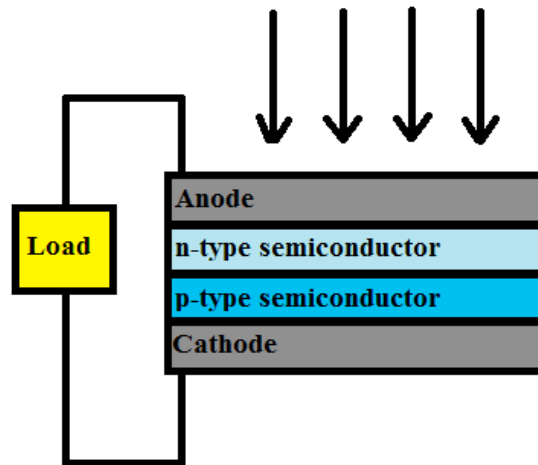 Anode
Load
n-type semiconductor
p-type semiconductor
Cathode